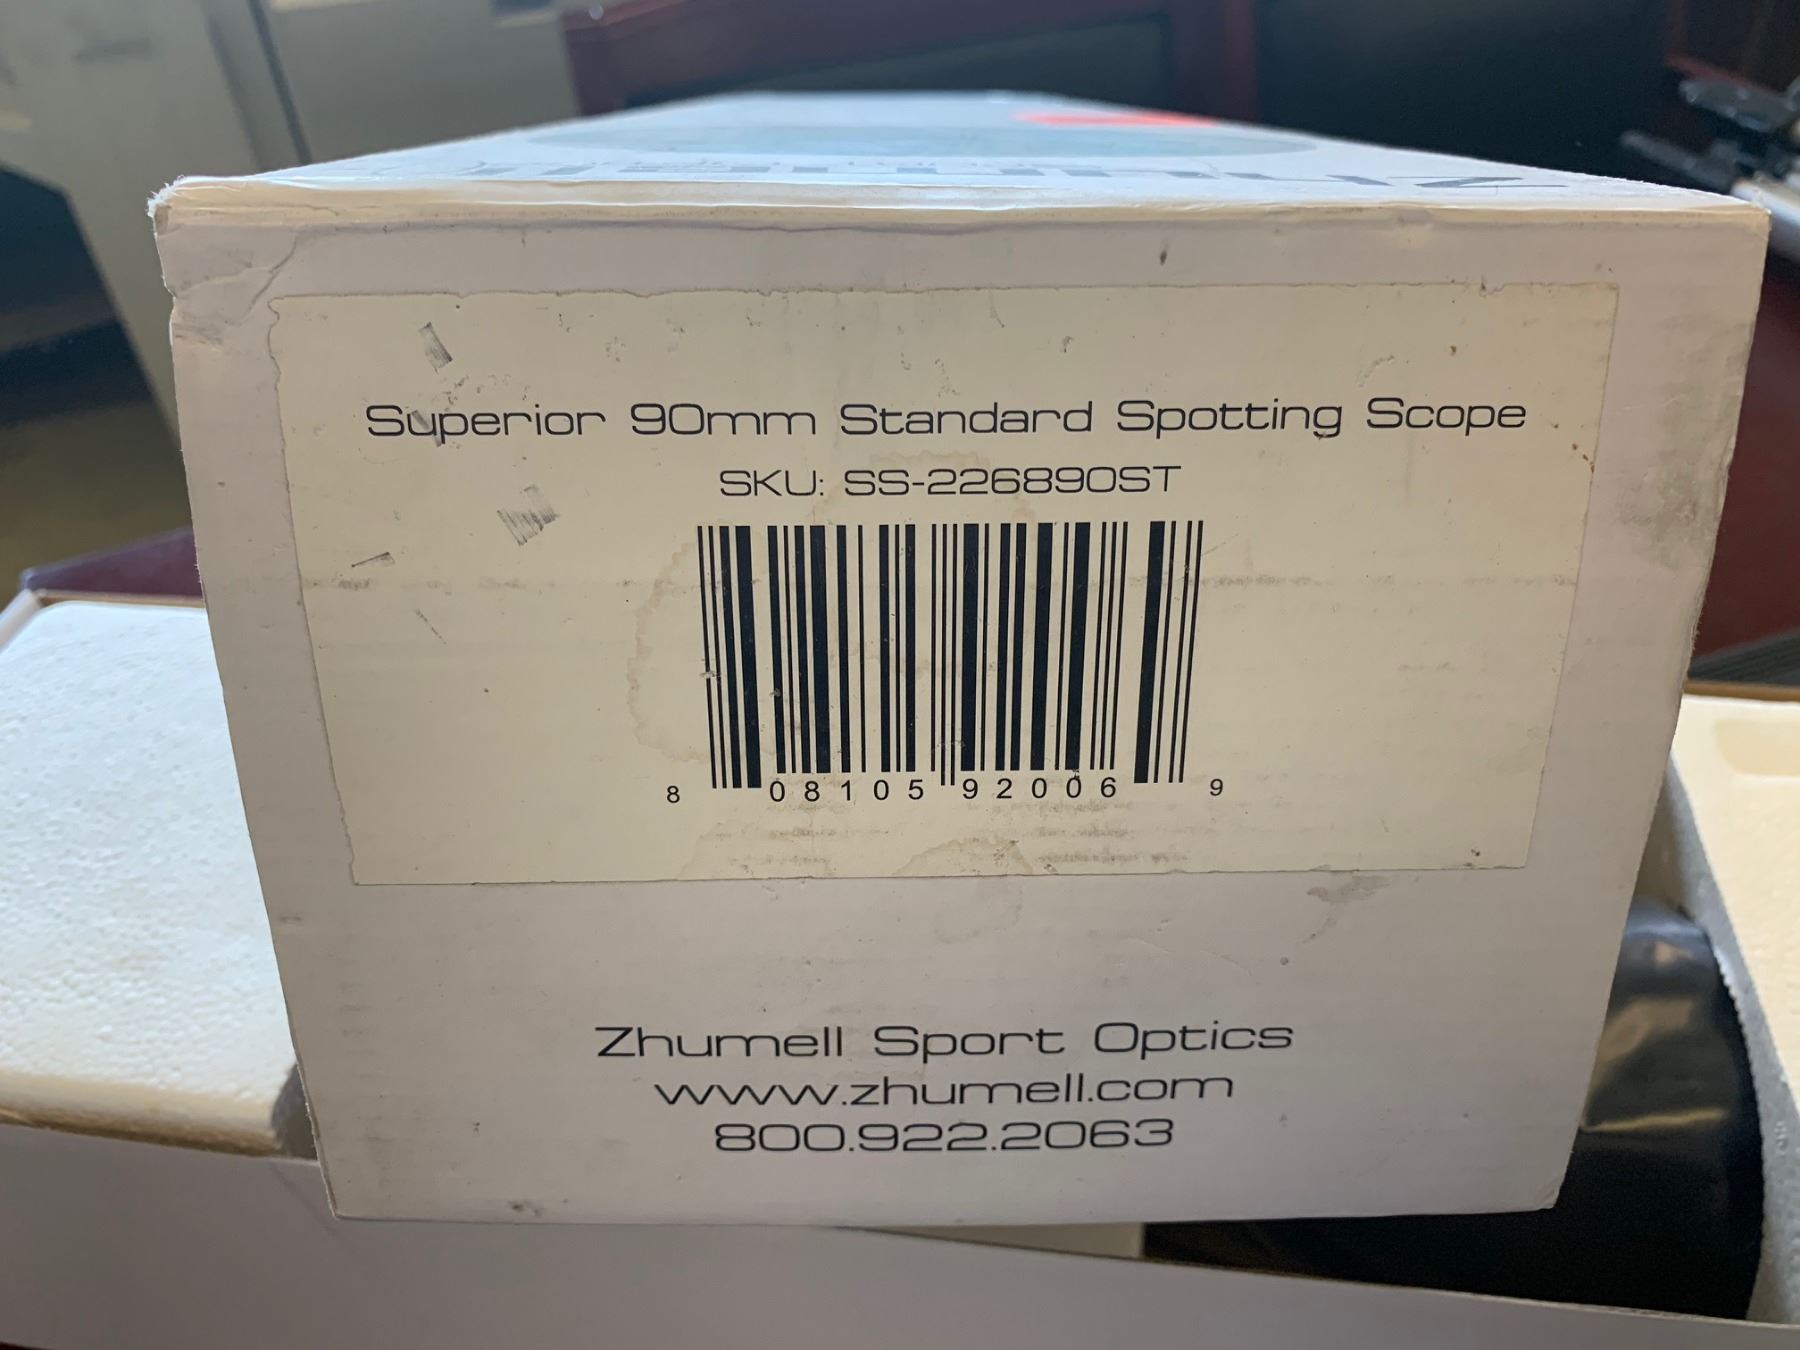 Superior 90mm Standard Spotting Scope
SKU: SS-226890ST
8 08105 92006 9
Zhumell Sport Optics
www.zhumell.com
800.922.2063